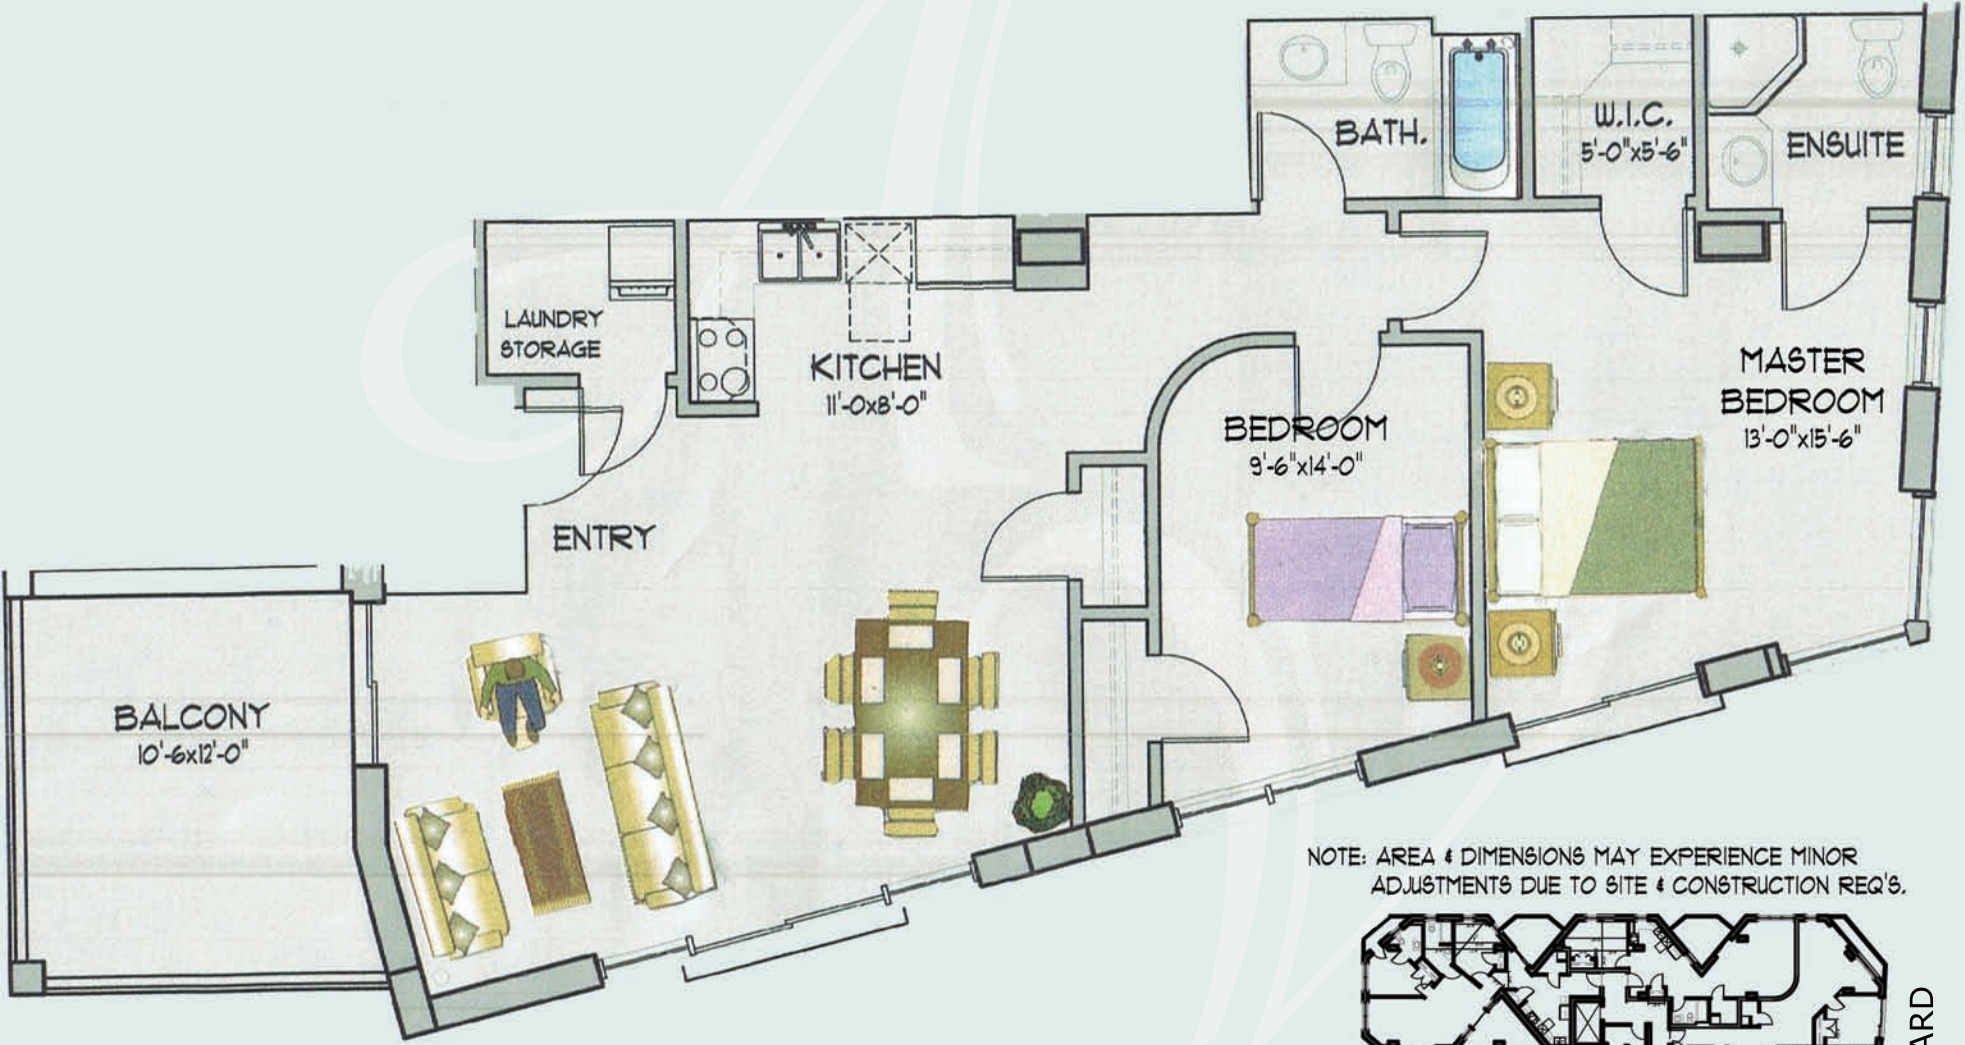 BATH.
W.I.C.
5'-0"x5'-6"
ENSUITE
LAUNDRY
STORAGE
KITCHEN
11'-0x8'-0"
MASTER
BEDROOM
13'-0"x15'-6"
BEDROOM
9'-6"x14'-0"
ENTRY
BALCONY
10'-6x12'-0"
NOTE: AREA & DIMENSIONS MAY EXPERIENCE MINOR
ADJUSTMENTS DUE TO SITE & CONSTRUCTION REQ'S.